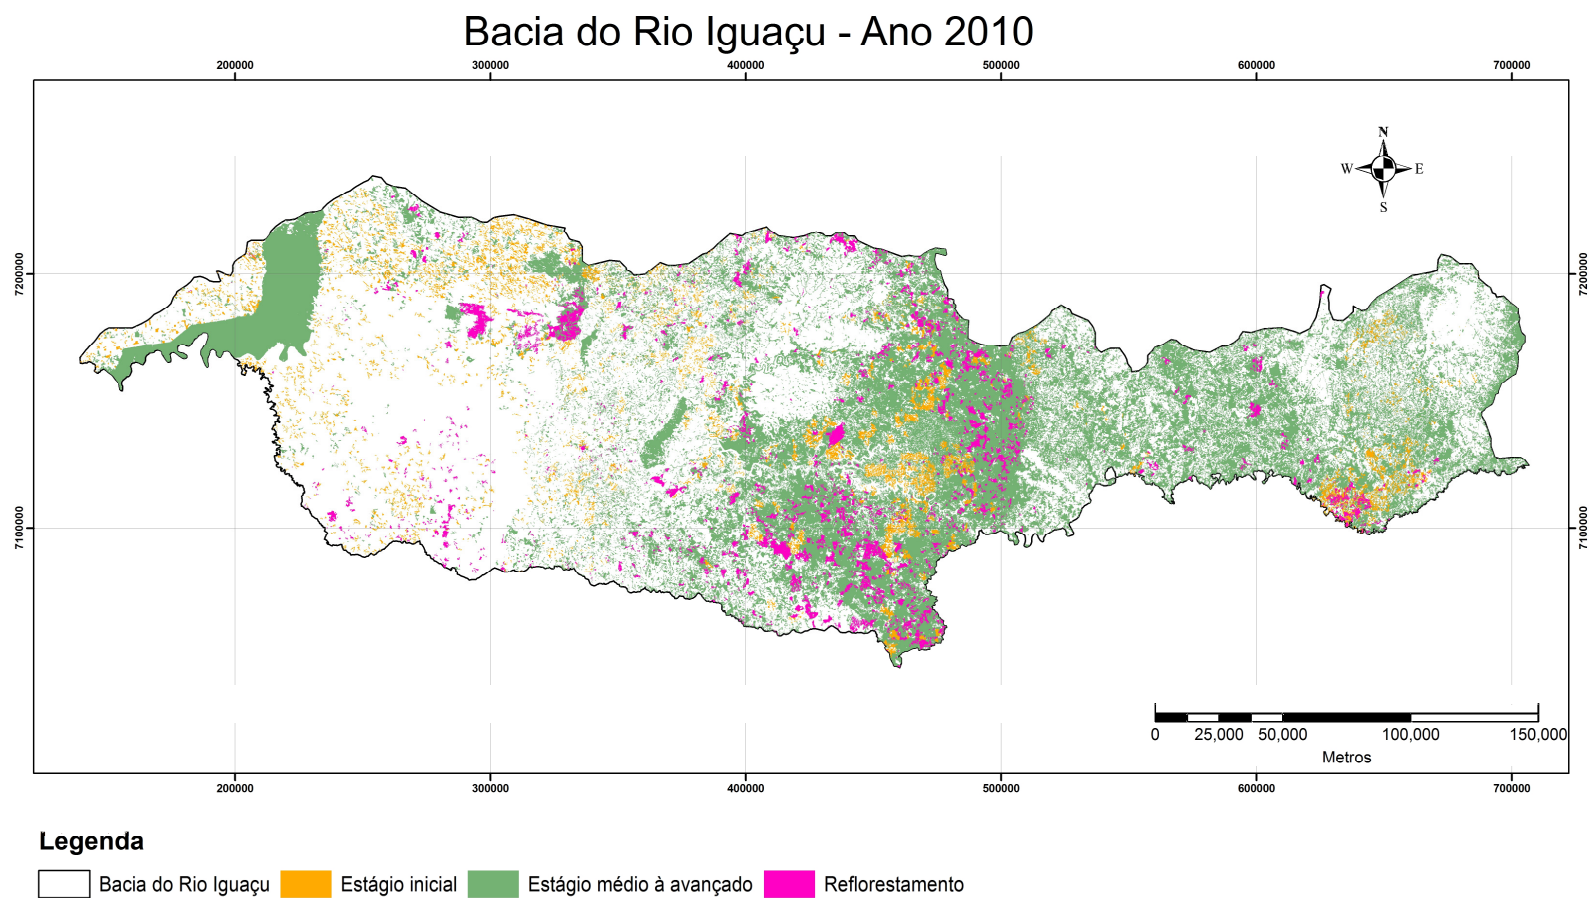 Bacia do Rio Iguaçu - Ano 2010
200000 300000 400000 500000 600000 700000
N
W E
S
7200000 7200000
7100000 7100000
0 25,000 50,000 100,000 150,000
Metros
200000 300000 400000 500000 600000 700000
Legenda
Bacia do Rio Iguaçu Estágio inicial Estágio médio à avançado Reflorestamento